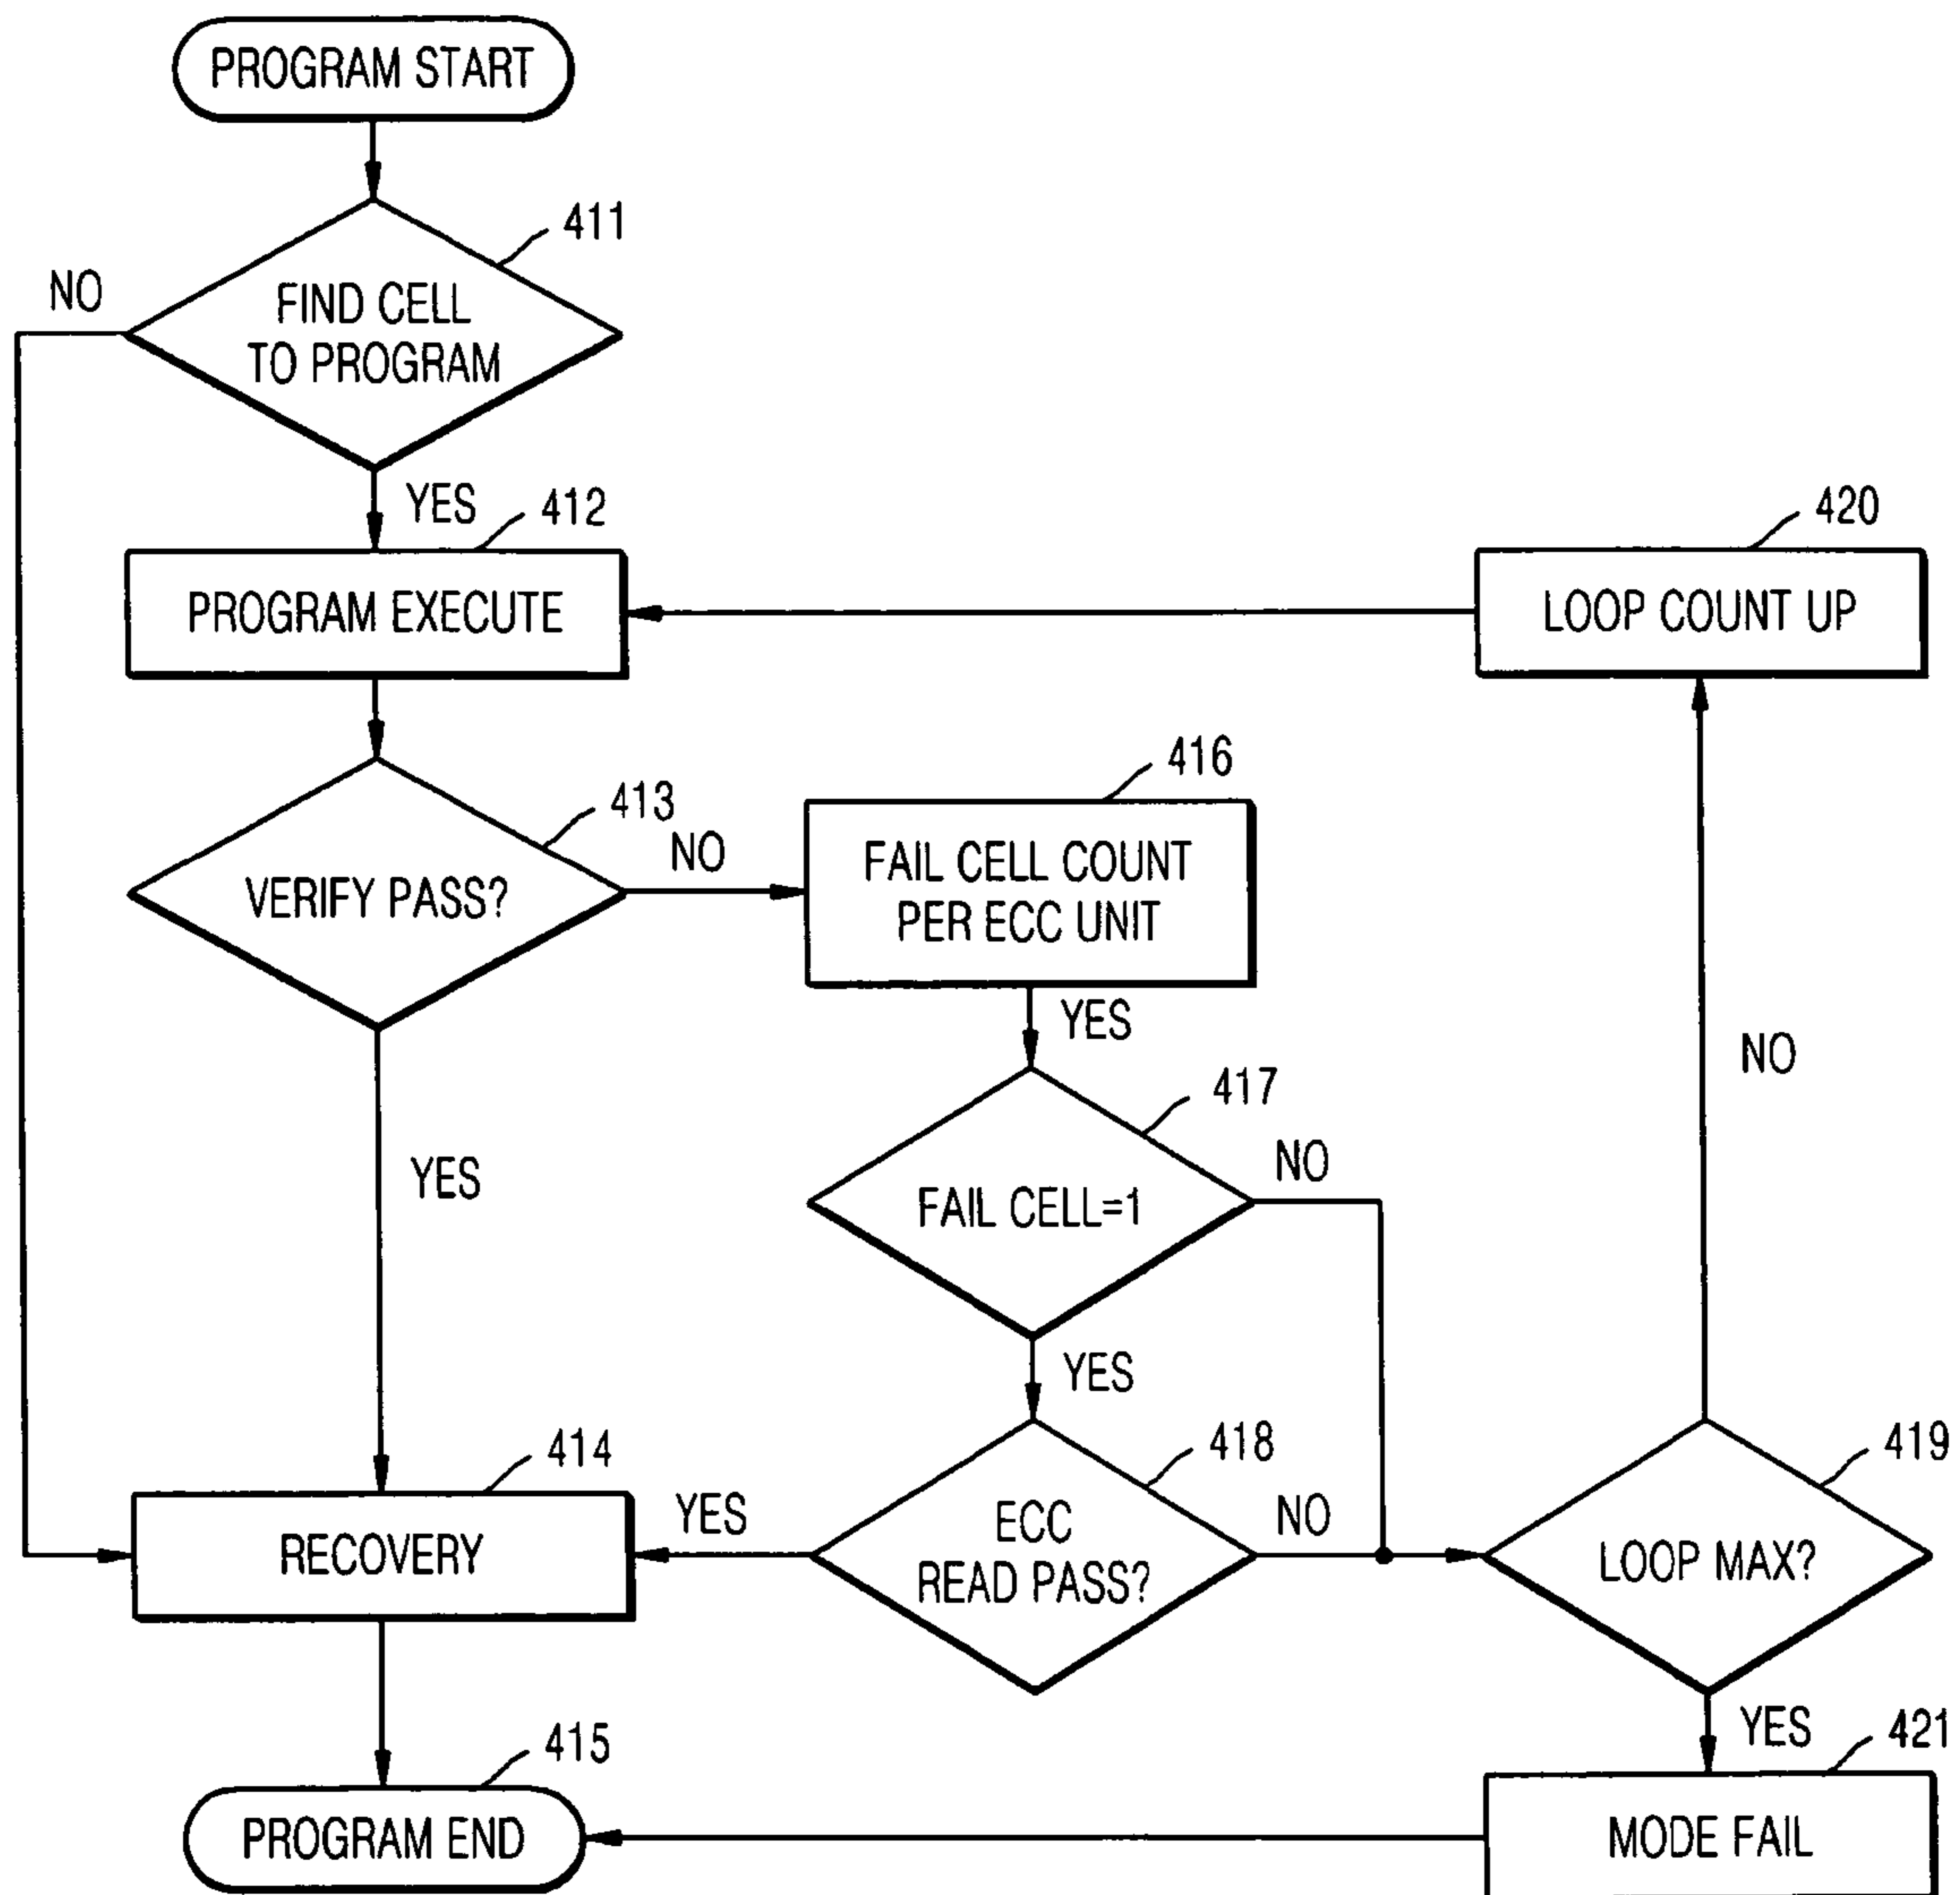 PROGRAM START
411
NO
FIND CELL
TO PROGRAM
YES
412
420
PROGRAM EXECUTE
LOOP COUNT UP
416
413
NO
FAIL CELL COUNT
PER ECC UNIT
VERIFY PASS?
YES
NO
417
YES
NO
FAIL CELL=1
YES
414
418
419
YES
ECC
READ PASS?
NO
RECOVERY
LOOP MAX?
YES
421
415
PROGRAM END
MODE FAIL